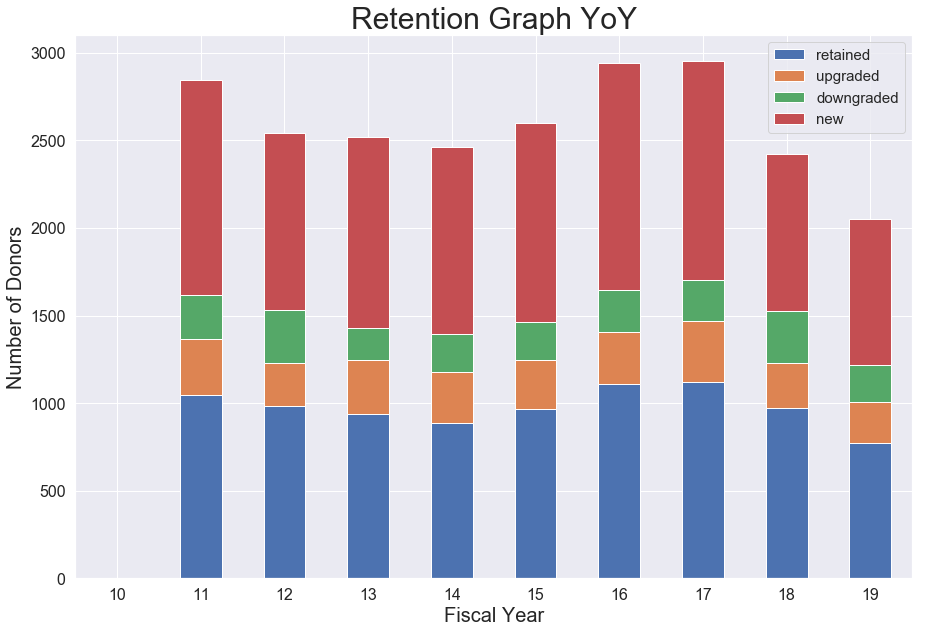 Retention Graph YoY
retained
upgraded
downgraded
new
Number of Donors
3000
2500
2000
1500
1000
500
0
10 11 12 13 14 15 16 17 18 19
Fiscal Year